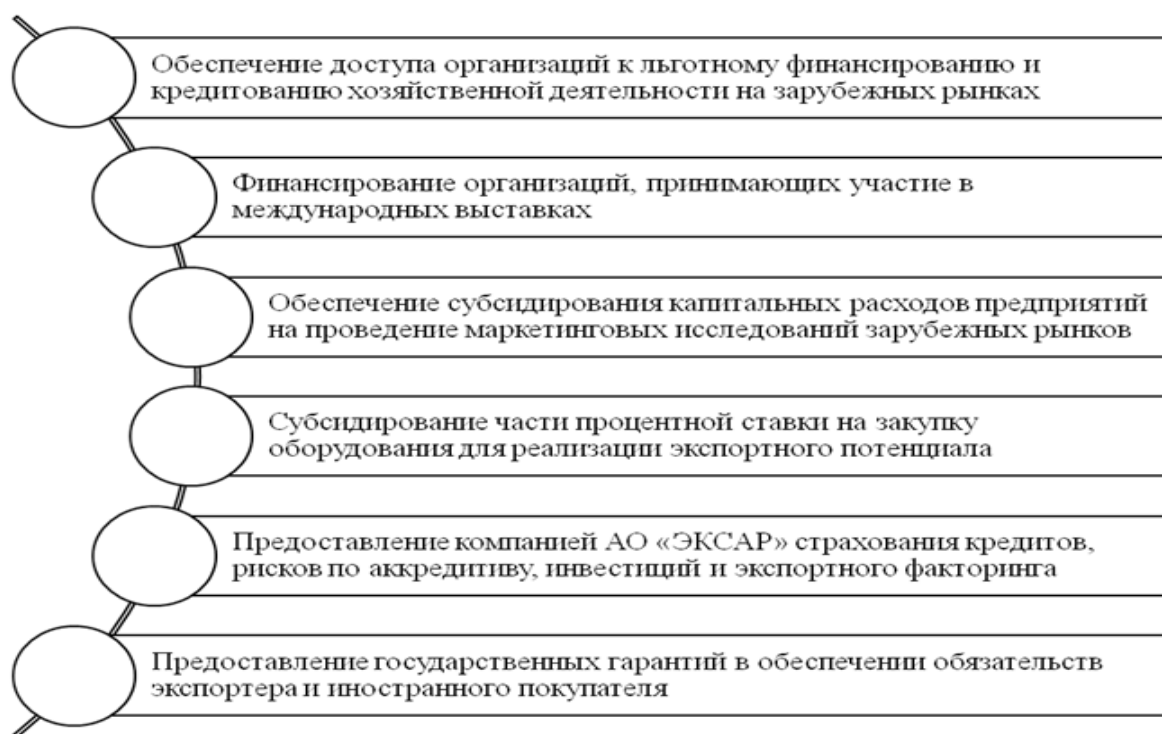 Обеспечение доступа организаций к льготному финансированию и
кредитованию хозяйственной деятельности на зарубежных рынках
Финансирование организаций, принимающих участие в
международных выставках
Обеспечение субсидирования капитальных расходов предприятий
на проведение маркетинговых исследований зарубежных рынков
Субсидирование части процентной ставки на закупку
оборудования для реализации экспортного потенциала
Предоставление компанией АО «ЭКСАР» страхования кредитов,
рисков по аккредитиву, инвестиций и экспортного факторинга
Предоставление государственных гарантий в обеспечении обязательств
экспортера и иностранного покупателя